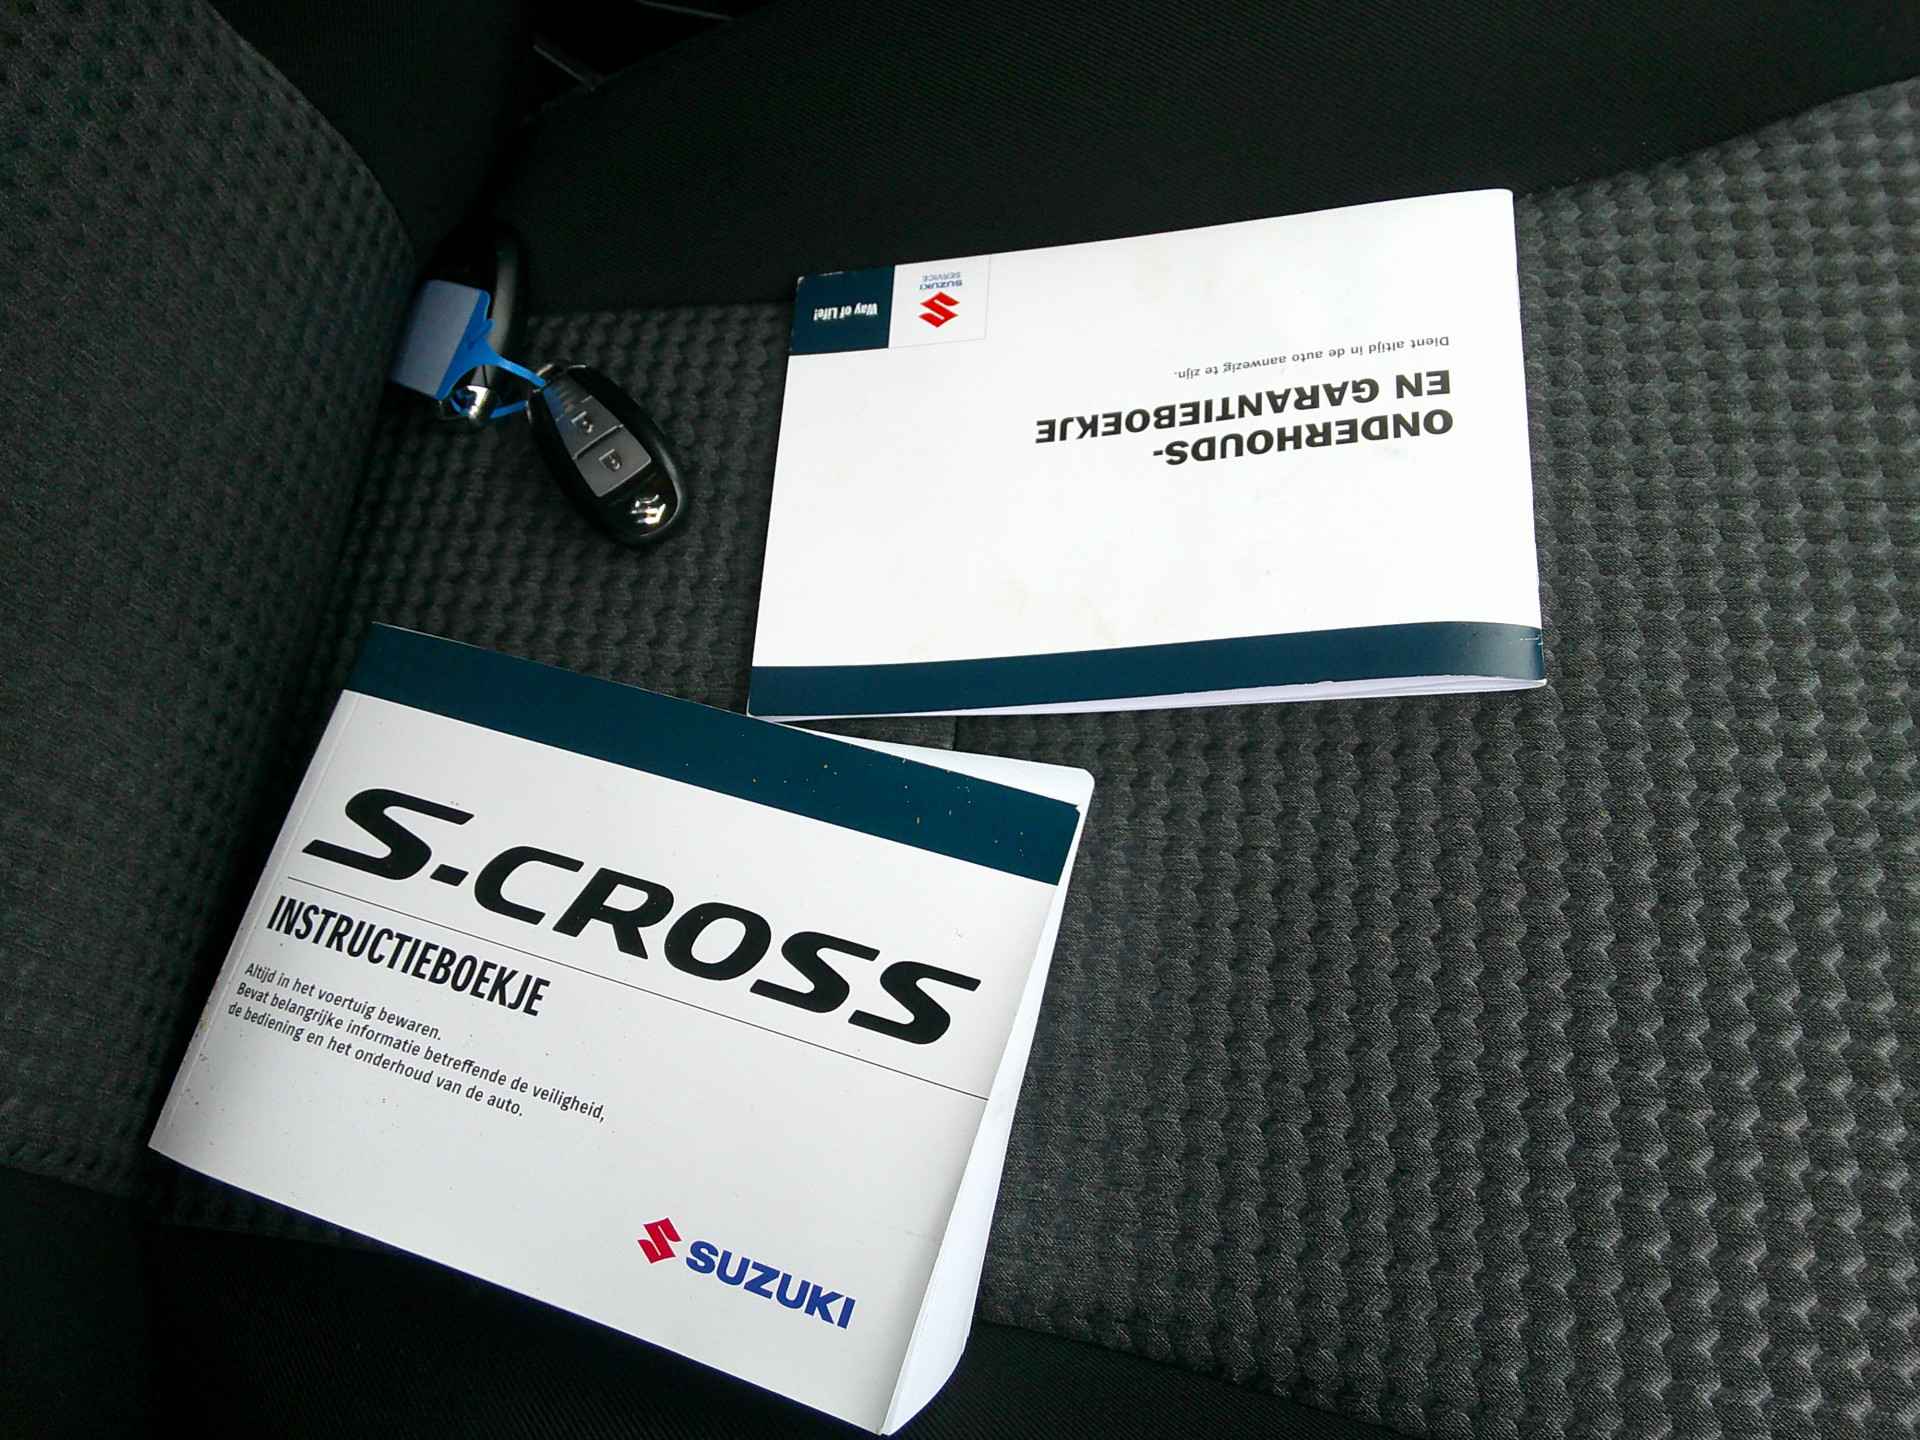 Way of Life!
SUZUKI
SERVICE
ONDERHOUDS-
EN GARANTIEBOEKJE
Dient altijd in de auto aanwezig te zijn.
S-CROSS
INSTRUCTIEBOEKJE
Altijd in het voertuig bewaren.
Bevat belangrijke informatie betreffende de veiligheid,
de bediening en het onderhoud van de auto.
SUZUKI